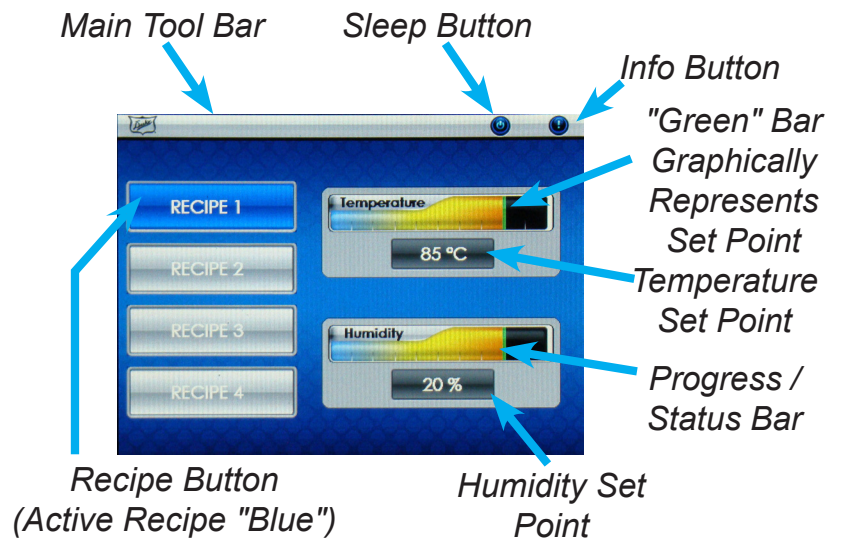 Main Tool Bar
Sleep Button
Info Button
"Green" Bar
Graphically
Represents
Set Point
Temperature
Set Point
Progress /
Status Bar
Humidity Set
Point
Recipe Button
(Active Recipe "Blue")
RECIPE 1
RECIPE 2
RECIPE 3
RECIPE 4
Temperature
85 ºC
Humidity
20 %